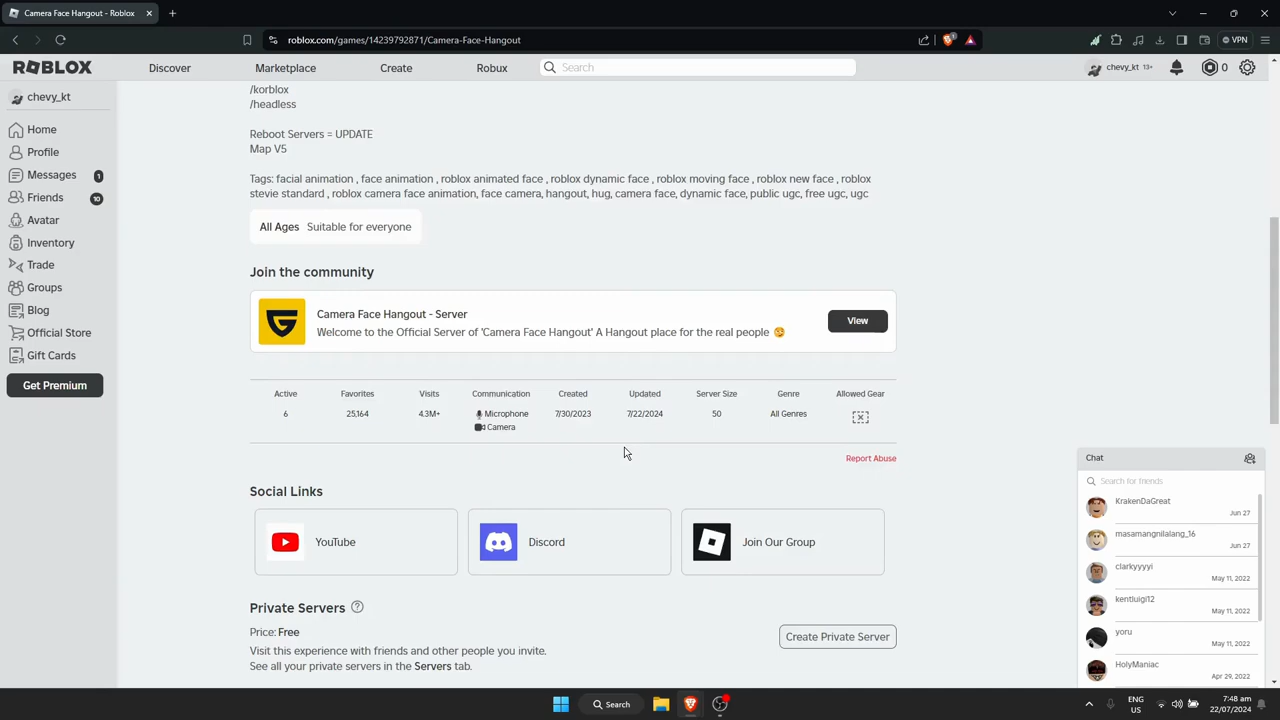 Camera Face Hangout - Roblox
roblox.com/games/14239792871/Camera-Face-Hangout
VPN
ROBLOX
Discover
Marketplace
Create
Robux
Search
chevy_kt 13+
0
chevy_kt
Home
Profile
Messages 1
Friends 10
Avatar
Inventory
Trade
Groups
Blog
Official Store
Gift Cards
Get Premium
/korblox
/headless
Reboot Servers = UPDATE
Map V5
Tags: facial animation , face animation , roblox animated face , roblox dynamic face , roblox moving face , roblox new face , roblox
stevie standard , roblox camera face animation, face camera, hangout, hug, camera face, dynamic face, public ugc, free ugc, ugc
All Ages Suitable for everyone
Join the community
Camera Face Hangout - Server
Welcome to the Official Server of 'Camera Face Hangout' A Hangout place for the real people 😏
View
Active Favorites Visits Communication Created Updated Server Size Genre Allowed Gear
6 25,164 4.3M+ Microphone 7/30/2023 7/22/2024 50 All Genres
Camera
Report Abuse
Social Links
YouTube
Discord
Join Our Group
Private Servers
Price: Free
Visit this experience with friends and other people you invite.
See all your private servers in the Servers tab.
Create Private Server
Chat
Search for friends
KrakenDaGreat
Jun 27
masamangnilalang_16
Jun 27
clarkyyyyi
May 11, 2022
kentluigi12
May 11, 2022
yoru
May 11, 2022
HolyManiac
Apr 29, 2022
Search
ENG
US
7:48 am
22/07/2024